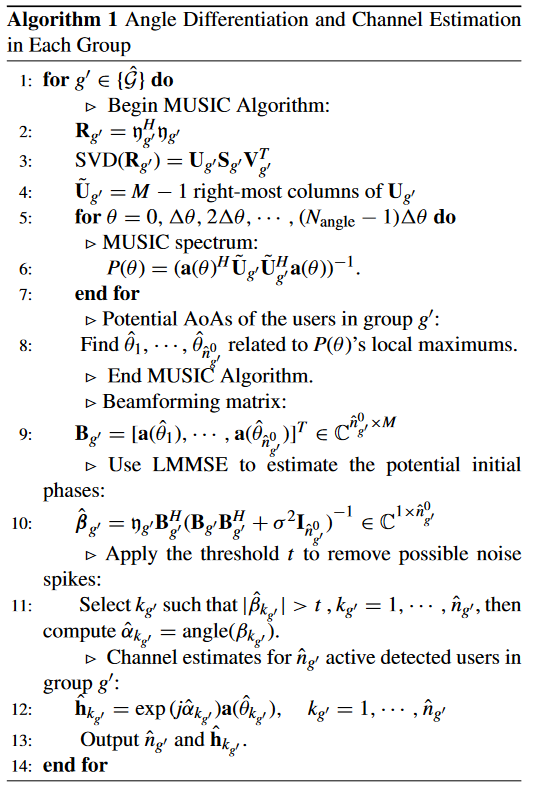 Algorithm 1 Angle Differentiation and Channel Estimation
in Each Group
1: for g′ ∈ {𝒢̂} do
▷ Begin MUSIC Algorithm:
2: R_{g′} = 𝔶_{g′}^H 𝔶_{g′}
3: SVD(R_{g′}) = U_{g′}S_{g′}V_{g′}^T
4: Ũ_{g′} = M − 1 right-most columns of U_{g′}
5: for θ = 0, Δθ, 2Δθ, ⋯ , (N_{angle} − 1)Δθ do
▷ MUSIC spectrum:
6: P(θ) = (a(θ)^H Ũ_{g′}Ũ_{g′}^H a(θ))^{−1}.
7: end for
▷ Potential AoAs of the users in group g′:
8: Find θ̂_1, ⋯ , θ̂_{n̂_{g′}^0} related to P(θ)'s local maximums.
▷ End MUSIC Algorithm.
▷ Beamforming matrix:
9: B_{g′} = [a(θ̂_1), ⋯ , a(θ̂_{n̂_{g′}^0})]^T ∈ ℂ^{n̂_{g′}^0 × M}
▷ Use LMMSE to estimate the potential initial
phases:
10: β̂_{g′} = 𝔶_{g′}B_{g′}^H(B_{g′}B_{g′}^H + σ^2 I_{n̂_{g′}^0})^{−1} ∈ ℂ^{1×n̂_{g′}^0}
▷ Apply the threshold t to remove possible noise
spikes:
11: Select k_{g′} such that |β̂_{k_{g′}}| > t , k_{g′} = 1, ⋯ , n̂_{g′}, then
compute α̂_{k_{g′}} = angle(β_{k_{g′}}).
▷ Channel estimates for n̂_{g′} active detected users in
group g′:
12: ĥ_{k_{g′}} = exp (jα̂_{k_{g′}})a(θ̂_{k_{g′}}), k_{g′} = 1, ⋯ , n̂_{g′}
13: Output n̂_{g′} and ĥ_{k_{g′}}.
14: end for